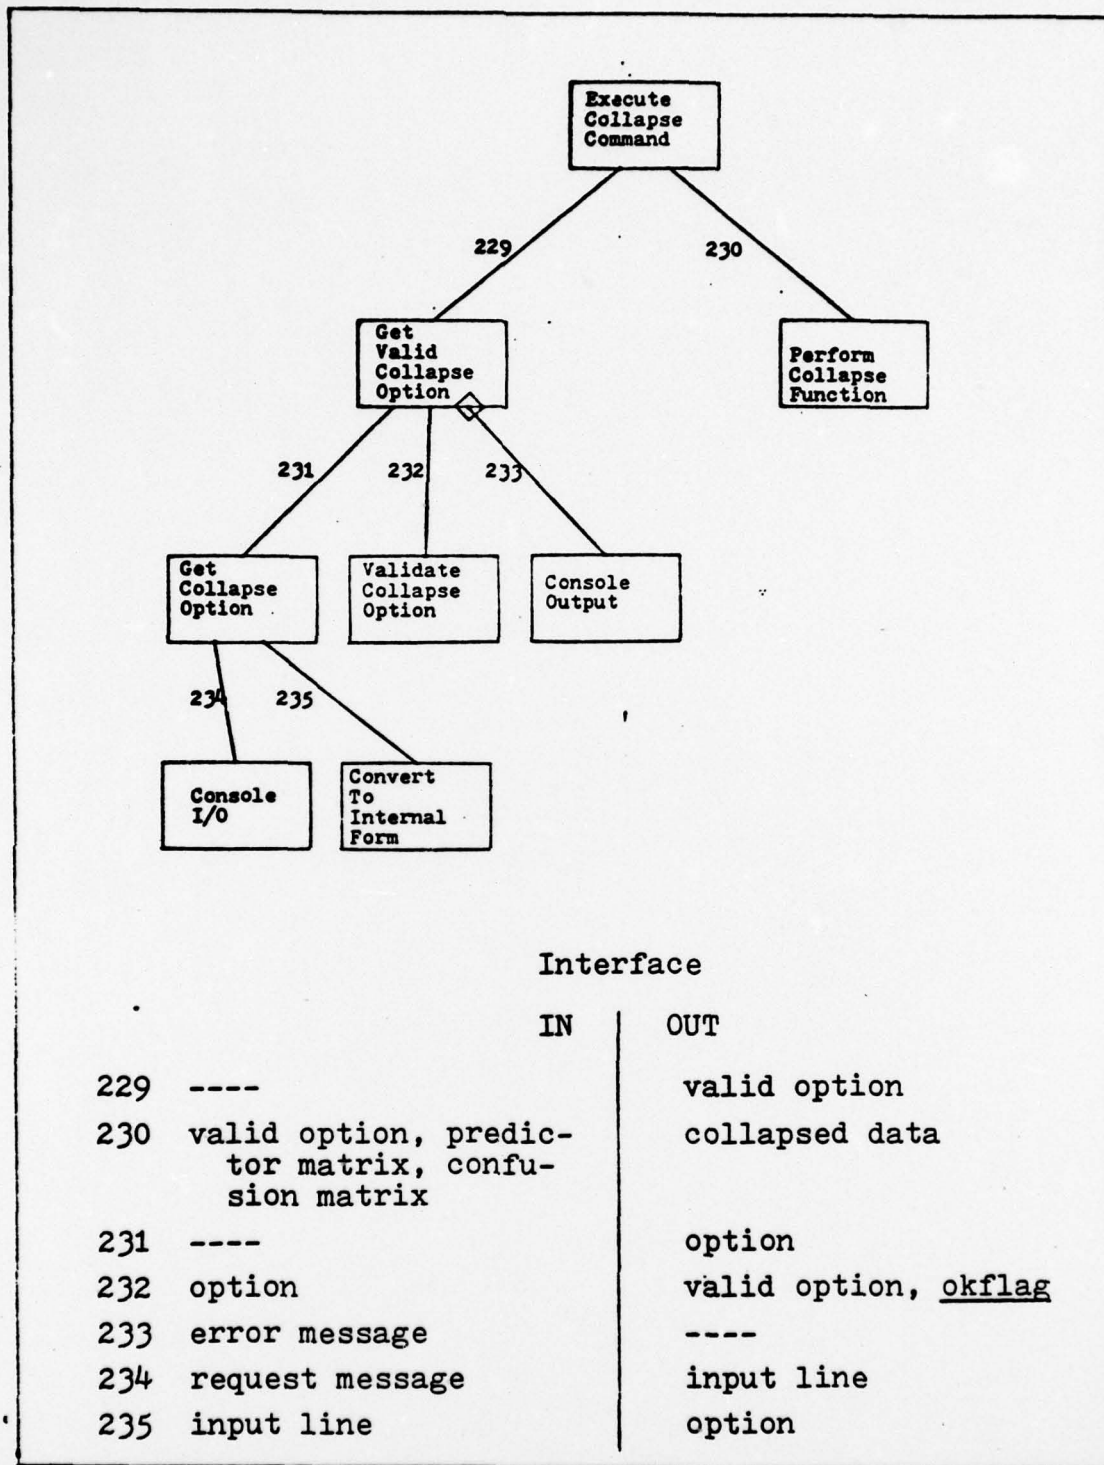 Execute
Collapse
Command
229
230
Get
Valid
Collapse
Option
Perform
Collapse
Function
231
232
233
Get
Collapse
Option
Validate
Collapse
Option
Console
Output
234
235
Console
I/O
Convert
To
Internal
Form
Interface
IN OUT
229 ---- valid option
230 valid option, predic- collapsed data
tor matrix, confu-
sion matrix
231 ---- option
232 option valid option, okflag
233 error message ----
234 request message input line
235 input line option